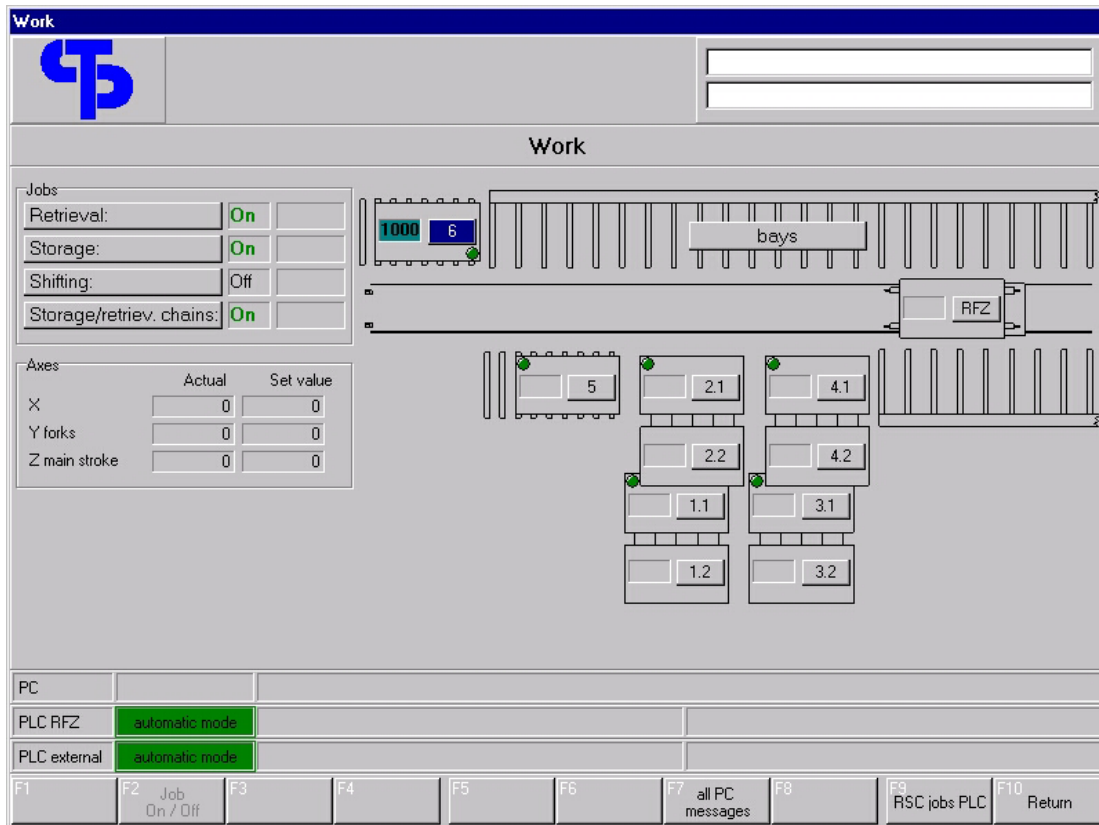 Work
Work
Jobs
Retrieval: On
Storage: On
Shifting: Off
Storage/retriev. chains: On
1000 6
bays
RFZ
Axes
Actual Set value
X 0 0
Y forks 0 0
Z main stroke 0 0
5 2.1 4.1
2.2 4.2
1.1 3.1
1.2 3.2
PC
PLC RFZ automatic mode
PLC external automatic mode
F1 F2 Job On / Off F3 F4 F5 F6 F7 all PC messages F8 F9 RSC jobs PLC F10 Return